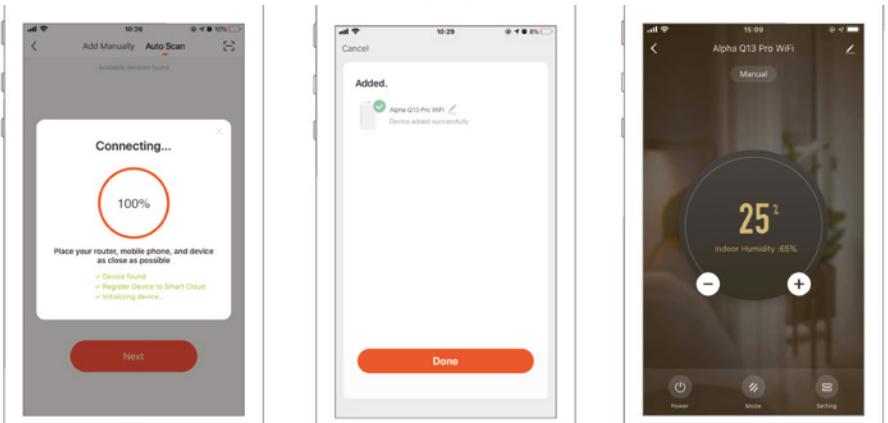 10:26
10%
Add Manually Auto Scan
Available devices found
Connecting...
100%
Place your router, mobile phone, and device
as close as possible
✓ Device found
✓ Register Device to Smart Cloud
✓ Initializing device...
Next
10:29
8%
Cancel
Added.
Alpha Q13 Pro WiFi
Device added successfully
Done
15:09
Alpha Q13 Pro WiFi
Manual
25 %
Indoor Humidity :65%
Power Mode Setting